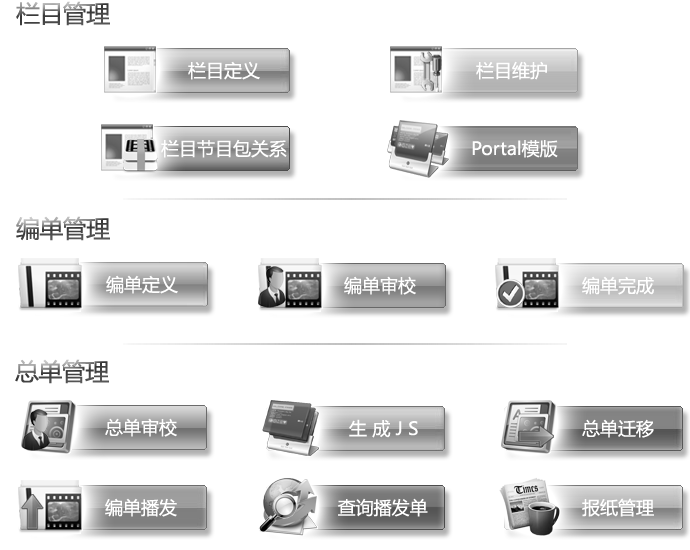 栏目管理
栏目定义
栏目维护
栏目节目包关系
Portal模版
编单管理
编单定义
编单审校
编单完成
总单管理
总单审校
生 成 J S
总单迁移
编单播发
查询播发单
Times
报纸管理